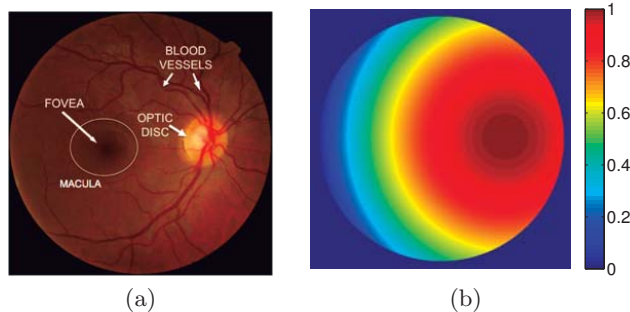 BLOOD
VESSELS
FOVEA
OPTIC
DISC
MACULA
1
0.8
0.6
0.4
0.2
0
(a)
(b)